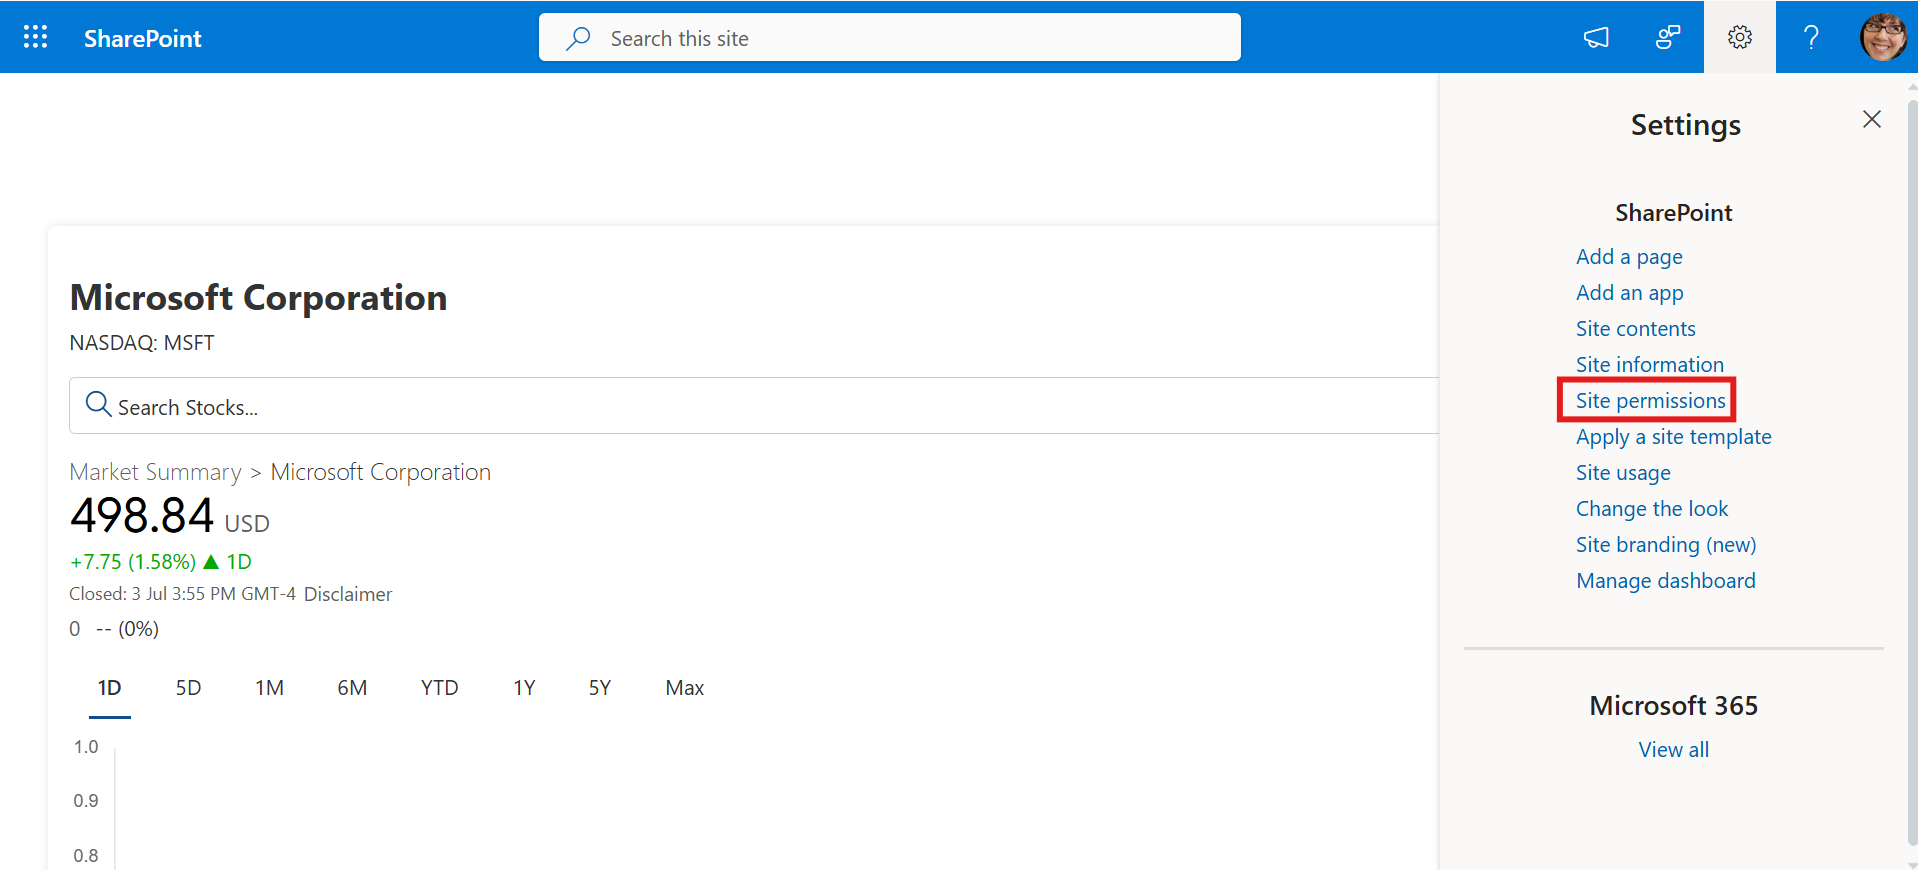 SharePoint
Search this site
?
Settings
SharePoint
Add a page
Add an app
Site contents
Site information
Site permissions
Apply a site template
Site usage
Change the look
Site branding (new)
Manage dashboard
Microsoft 365
View all
Microsoft Corporation
NASDAQ: MSFT
Search Stocks...
Market Summary > Microsoft Corporation
498.84 USD
+7.75 (1.58%) ▲ 1D
Closed: 3 Jul 3:55 PM GMT-4 Disclaimer
0 -- (0%)
1D 5D 1M 6M YTD 1Y 5Y Max
1.0
0.9
0.8